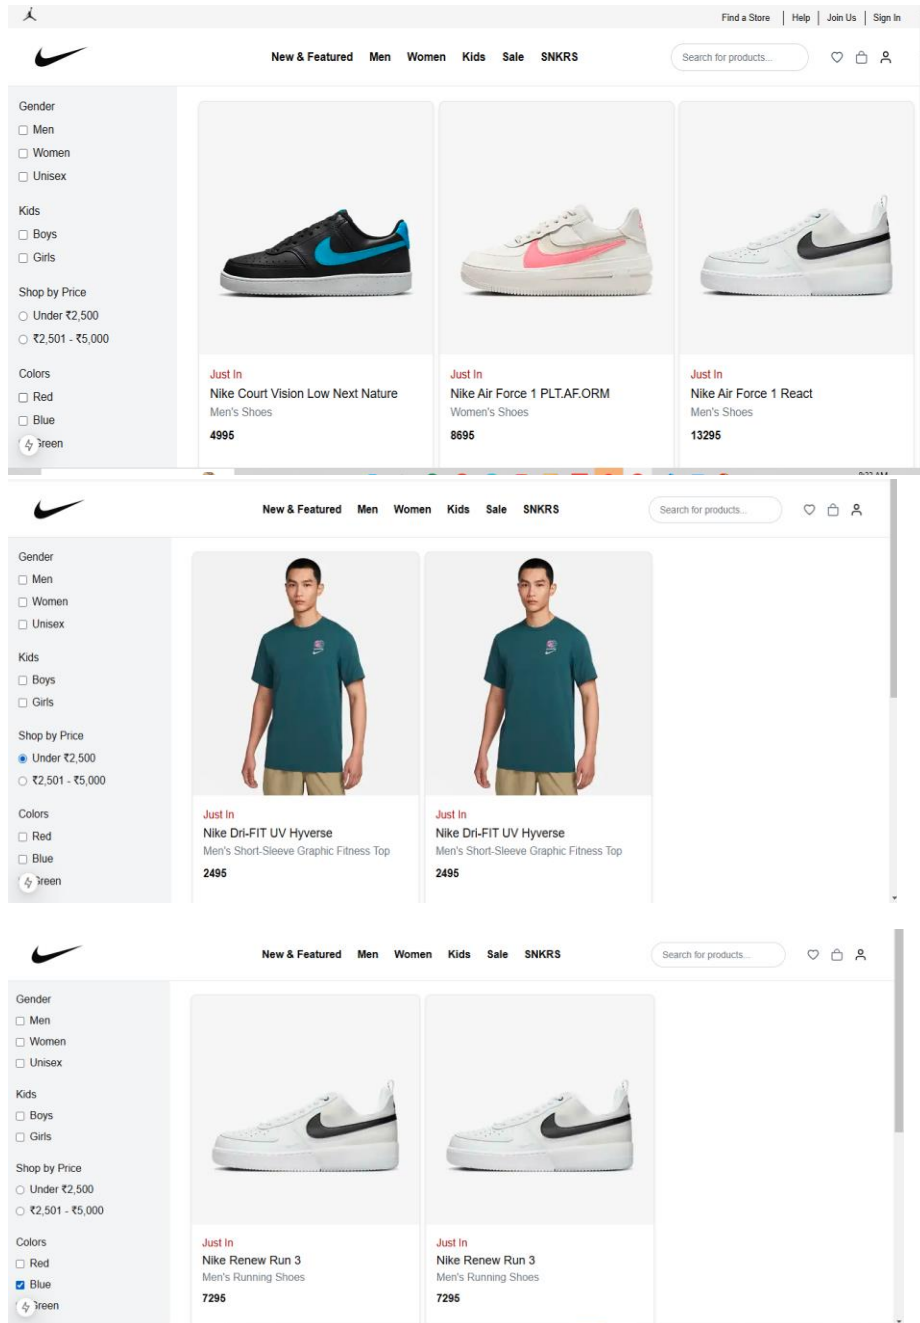 Find a Store | Help | Join Us | Sign In
New & Featured Men Women Kids Sale SNKRS Search for products...
Gender
Men
Women
Unisex
Kids
Boys
Girls
Shop by Price
Under ₹2,500
₹2,501 - ₹5,000
Colors
Red
Blue
Green
Just In
Nike Court Vision Low Next Nature
Men's Shoes
4995
Just In
Nike Air Force 1 PLT.AF.ORM
Women's Shoes
8695
Just In
Nike Air Force 1 React
Men's Shoes
13295
New & Featured Men Women Kids Sale SNKRS Search for products...
Gender
Men
Women
Unisex
Kids
Boys
Girls
Shop by Price
Under ₹2,500
₹2,501 - ₹5,000
Colors
Red
Blue
Green
Just In
Nike Dri-FIT UV Hyverse
Men's Short-Sleeve Graphic Fitness Top
2495
Just In
Nike Dri-FIT UV Hyverse
Men's Short-Sleeve Graphic Fitness Top
2495
New & Featured Men Women Kids Sale SNKRS Search for products...
Gender
Men
Women
Unisex
Kids
Boys
Girls
Shop by Price
Under ₹2,500
₹2,501 - ₹5,000
Colors
Red
Blue
Green
Just In
Nike Renew Run 3
Men's Running Shoes
7295
Just In
Nike Renew Run 3
Men's Running Shoes
7295